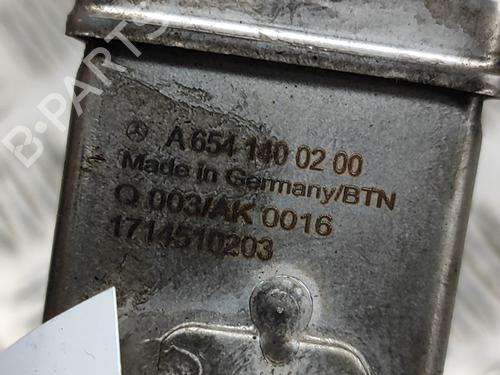 B-PARTS
A 654 140 02 00
Made in Germany/BTN
Q 003/AK 0016
1714510203